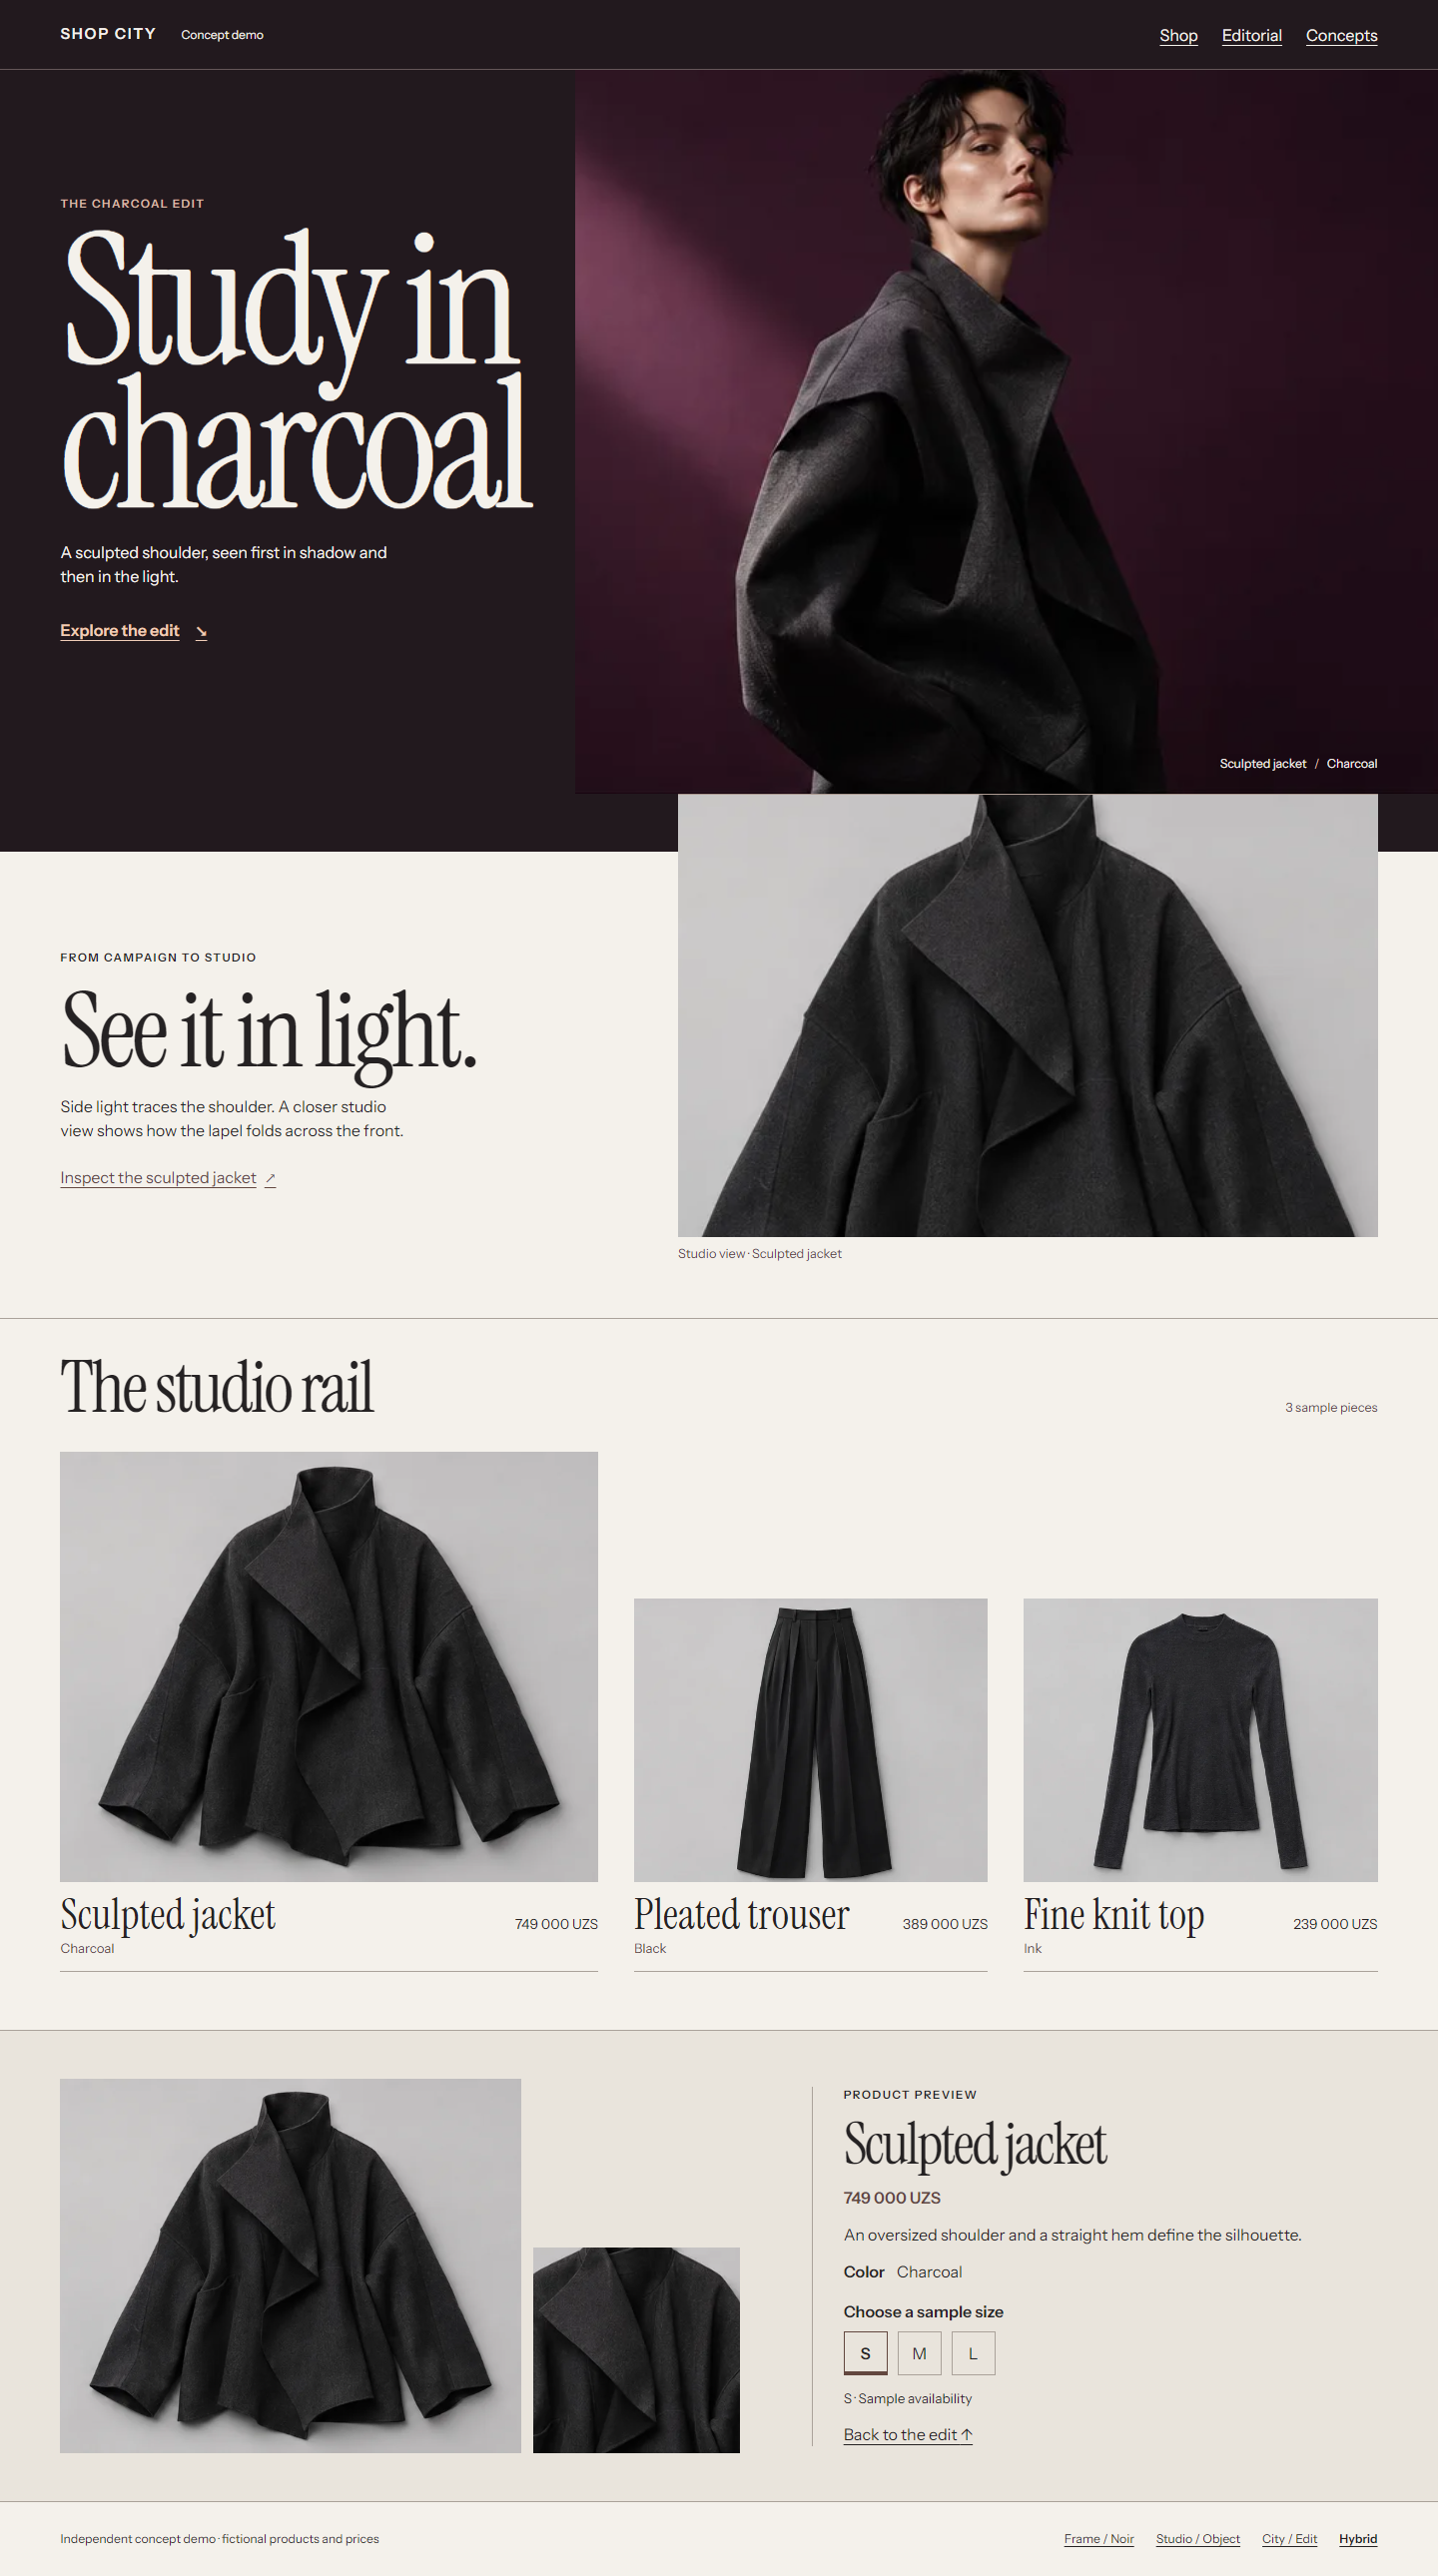 SHOP CITY Concept demo Shop Editorial Concepts
THE CHARCOAL EDIT
Study in
charcoal
A sculpted shoulder, seen first in shadow and
then in the light.
Explore the edit ↘
Sculpted jacket / Charcoal
FROM CAMPAIGN TO STUDIO
See it in light.
Side light traces the shoulder. A closer studio
view shows how the lapel folds across the front.
Inspect the sculpted jacket ↗
Studio view · Sculpted jacket
The studio rail
3 sample pieces
Sculpted jacket 749 000 UZS
Charcoal
Pleated trouser 389 000 UZS
Black
Fine knit top 239 000 UZS
Ink
PRODUCT PREVIEW
Sculpted jacket
749 000 UZS
An oversized shoulder and a straight hem define the silhouette.
Color Charcoal
Choose a sample size
S M L
S · Sample availability
Back to the edit ↑
Independent concept demo · fictional products and prices
Frame / Noir Studio / Object City / Edit Hybrid